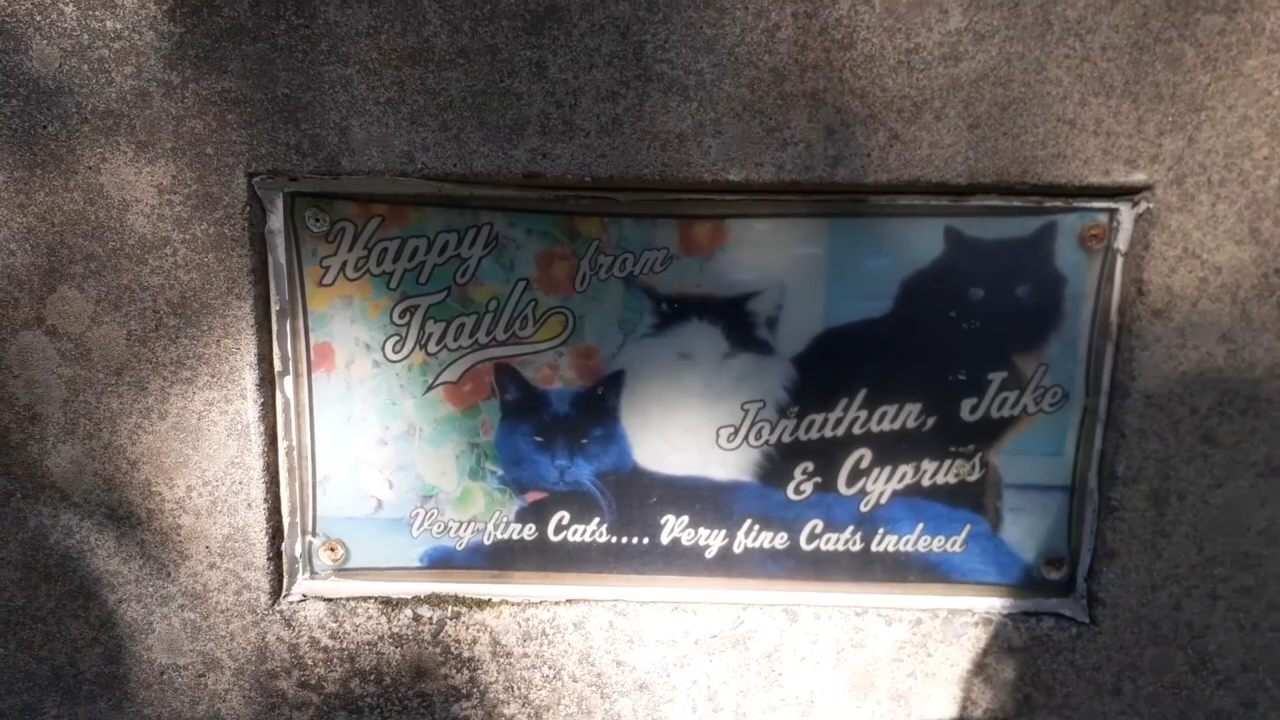 Happy from
Trails
Jonathan, Jake
& Cyprus
Very fine Cats.... Very fine Cats indeed